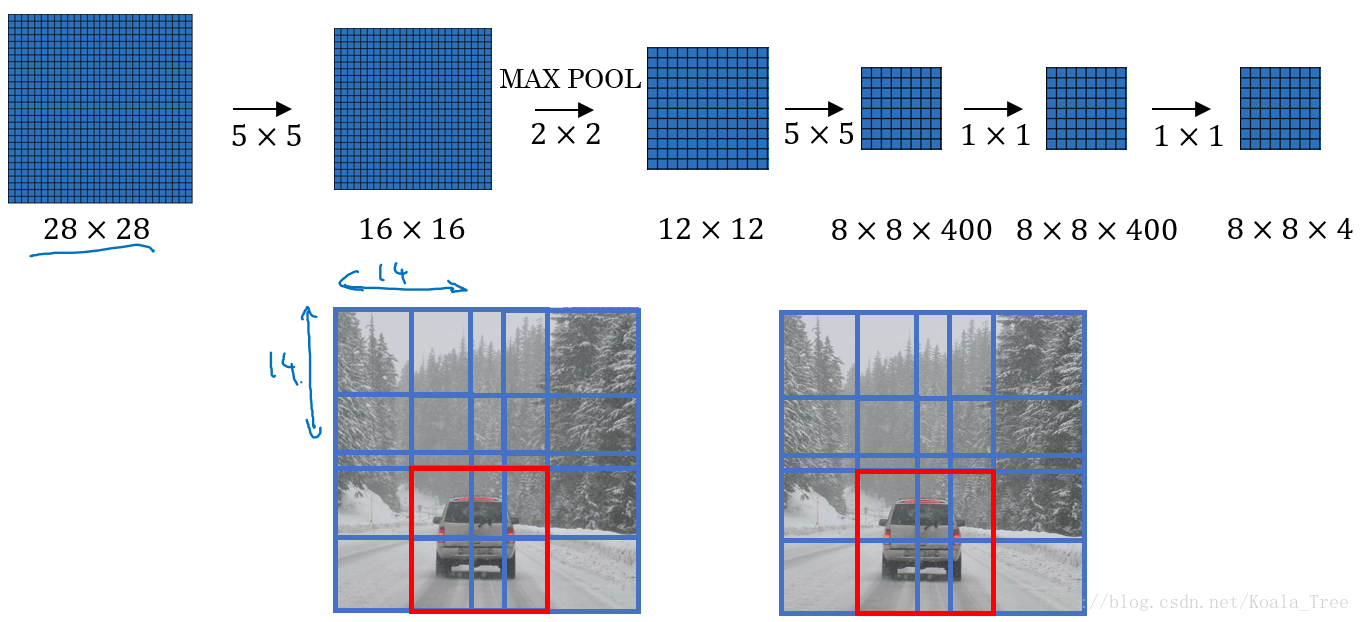 MAX POOL
5 × 5
2 × 2
5 × 5
1 × 1
1 × 1
28 × 28
16 × 16
12 × 12
8 × 8 × 400
8 × 8 × 400
8 × 8 × 4
14
14
://blog.csdn.net/Koala_Tree